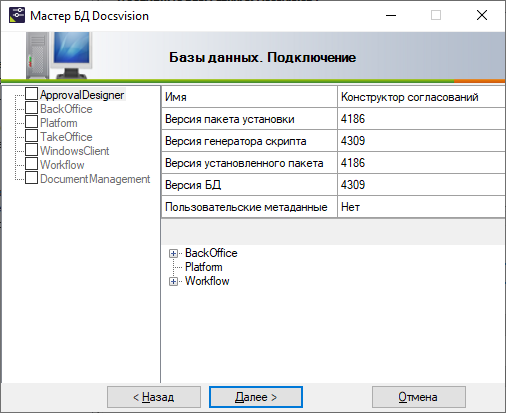 Мастер БД Docsvision
Базы данных. Подключение
ApprovalDesigner
BackOffice
Platform
TakeOffice
WindowsClient
Workflow
DocumentManagement
Имя Конструктор согласований
Версия пакета установки 4186
Версия генератора скрипта 4309
Версия установленного пакета 4186
Версия БД 4309
Пользовательские метаданные Нет
BackOffice
Platform
Workflow
< Назад Далее > Отмена